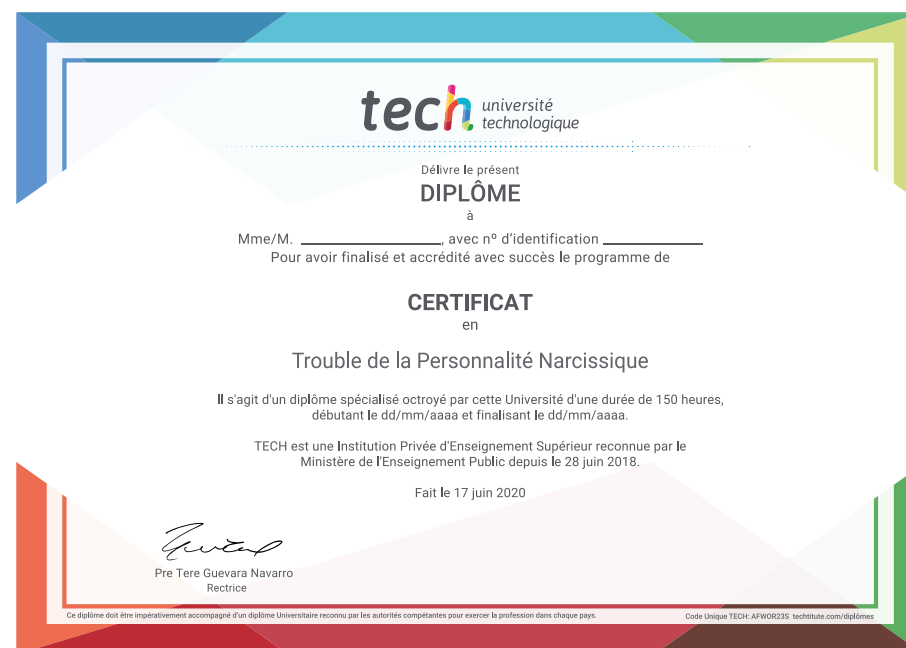 tech université
technologique
Délivre le présent
DIPLÔME
à
Mme/M. ____________________, avec nº d'identification ______________
Pour avoir finalisé et accrédité avec succès le programme de
CERTIFICAT
en
Trouble de la Personnalité Narcissique
Il s'agit d'un diplôme spécialisé octroyé par cette Université d'une durée de 150 heures,
débutant le dd/mm/aaaa et finalisant le dd/mm/aaaa.
TECH est une Institution Privée d'Enseignement Supérieur reconnue par le
Ministère de l'Enseignement Public depuis le 28 juin 2018.
Fait le 17 juin 2020
Pre Tere Guevara Navarro
Rectrice
Ce diplôme doit être impérativement accompagné d'un diplôme Universitaire reconnu par les autorités compétantes pour exercer la profession dans chaque pays.
Code Unique TECH: AFWOR23S techtitute.com/diplômes